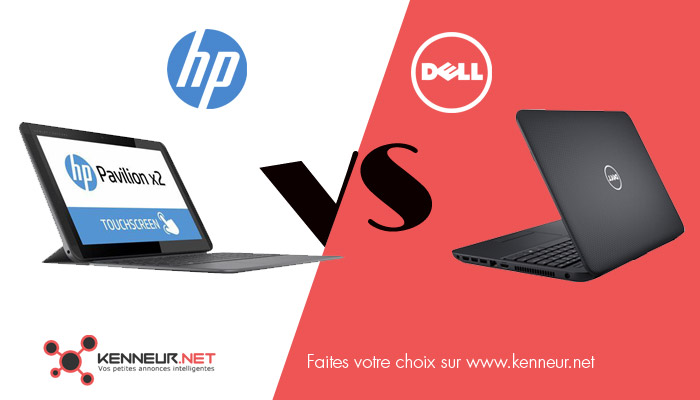 hp
DELL
VS
hp Pavilion x2
TOUCHSCREEN
DELL
KENNEUR.NET
Vos petites annonces intelligentes
Faites votre choix sur www.kenneur.net